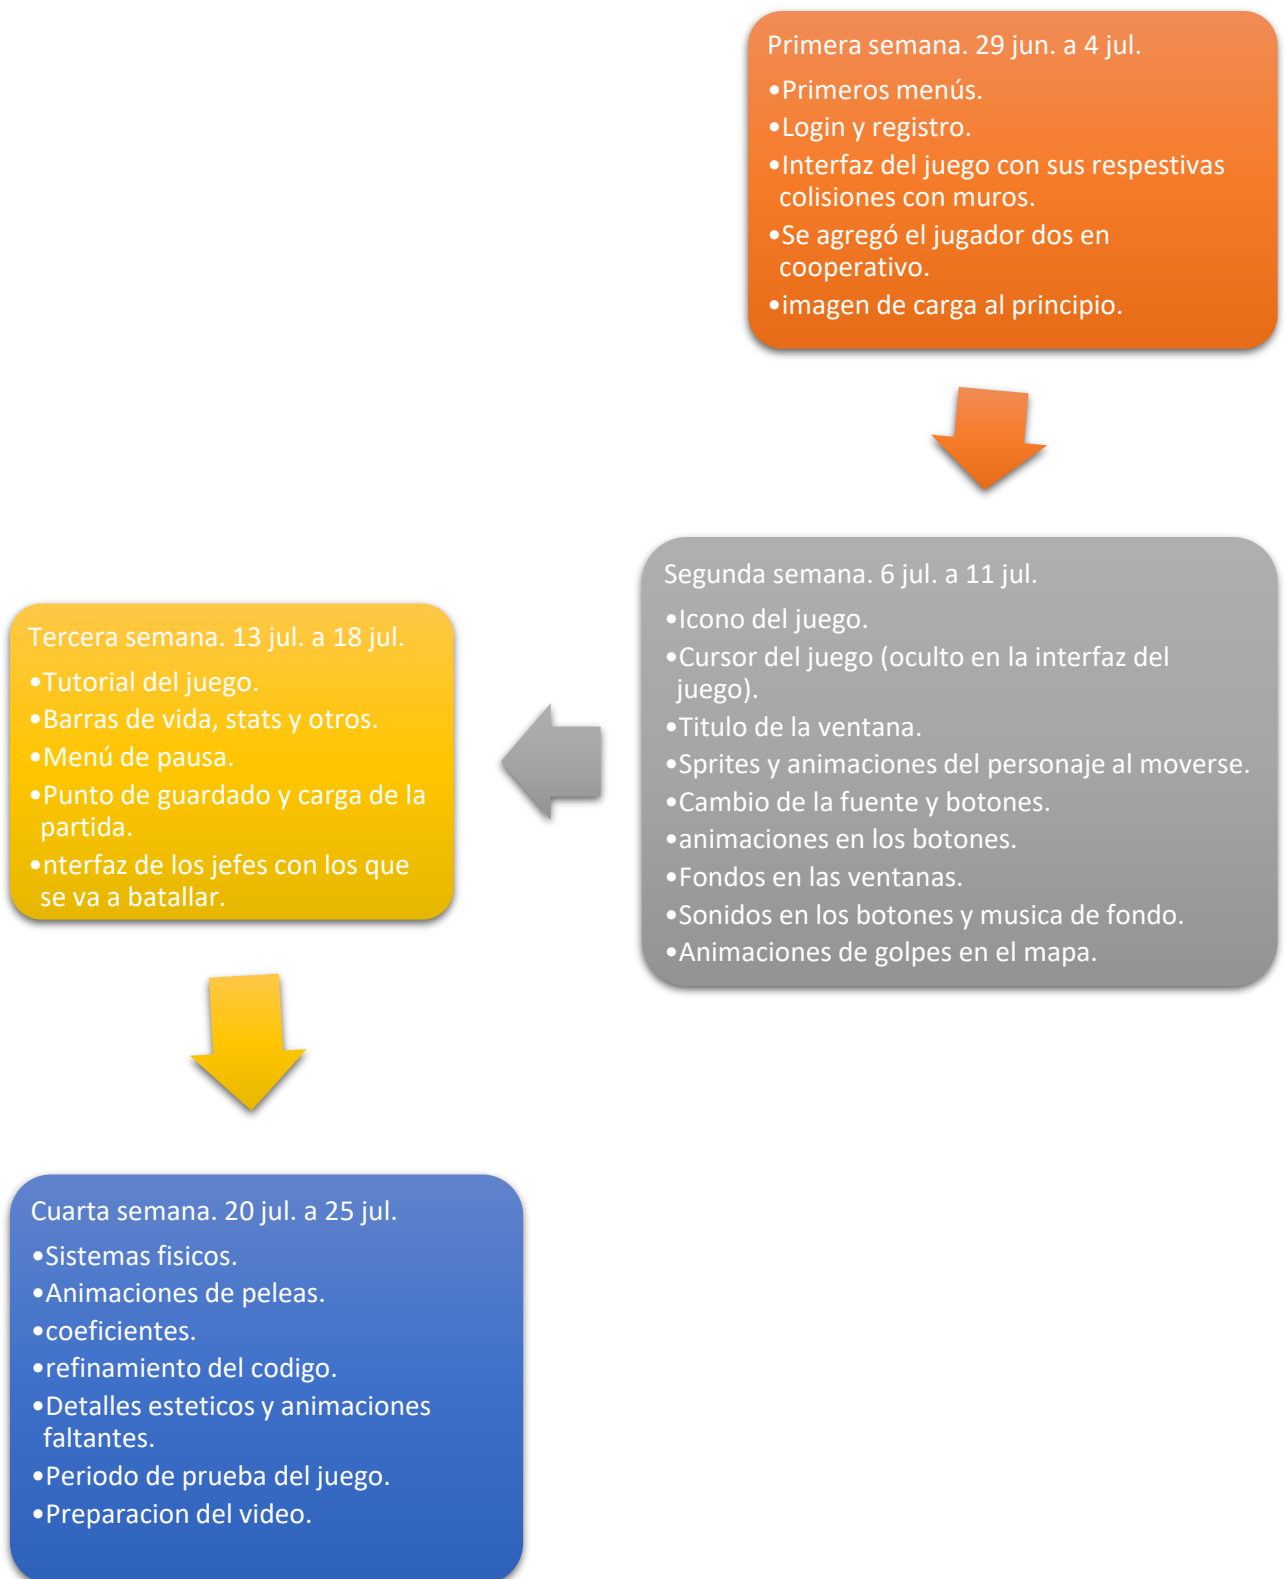 Primera semana. 29 jun. a 4 jul.
•Primeros menús.
•Login y registro.
•Interfaz del juego con sus respestivas
colisiones con muros.
•Se agregó el jugador dos en
cooperativo.
•imagen de carga al principio.
Segunda semana. 6 jul. a 11 jul.
•Icono del juego.
•Cursor del juego (oculto en la interfaz del
juego).
•Titulo de la ventana.
•Sprites y animaciones del personaje al moverse.
•Cambio de la fuente y botones.
•animaciones en los botones.
•Fondos en las ventanas.
•Sonidos en los botones y musica de fondo.
•Animaciones de golpes en el mapa.
Tercera semana. 13 jul. a 18 jul.
•Tutorial del juego.
•Barras de vida, stats y otros.
•Menú de pausa.
•Punto de guardado y carga de la
partida.
•nterfaz de los jefes con los que
se va a batallar.
Cuarta semana. 20 jul. a 25 jul.
•Sistemas fisicos.
•Animaciones de peleas.
•coeficientes.
•refinamiento del codigo.
•Detalles esteticos y animaciones
faltantes.
•Periodo de prueba del juego.
•Preparacion del video.